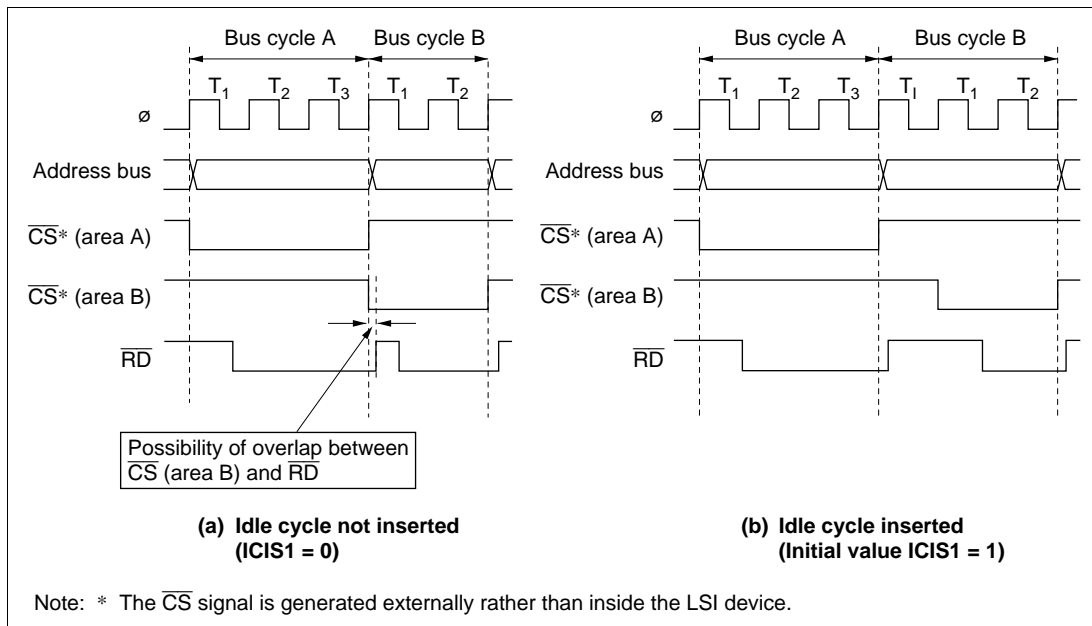 Bus cycle A Bus cycle B
T1 T2 T3 T1 T2
ø
Address bus
CS* (area A)
CS* (area B)
RD
Possibility of overlap between
CS (area B) and RD
(a) Idle cycle not inserted
(ICIS1 = 0)
Bus cycle A Bus cycle B
T1 T2 T3 TI T1 T2
ø
Address bus
CS* (area A)
CS* (area B)
RD
(b) Idle cycle inserted
(Initial value ICIS1 = 1)
Note: * The CS signal is generated externally rather than inside the LSI device.